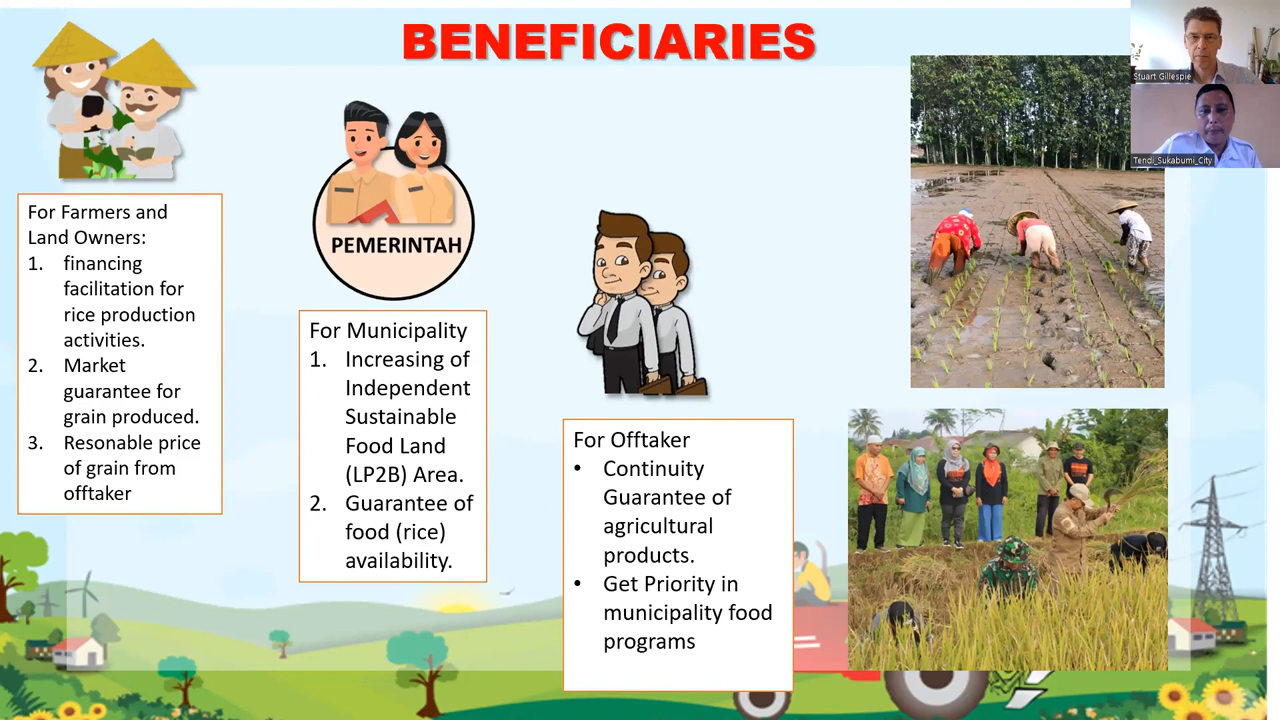 BENEFICIARIES
Stuart Gillespie
Tendi_Sukabumi_City
For Farmers and
Land Owners:
1. financing
facilitation for
rice production
activities.
2. Market
guarantee for
grain produced.
3. Resonable price
of grain from
offtaker
PEMERINTAH
For Municipality
1. Increasing of
Independent
Sustainable
Food Land
(LP2B) Area.
2. Guarantee of
food (rice)
availability.
For Offtaker
• Continuity
Guarantee of
agricultural
products.
• Get Priority in
municipality food
programs